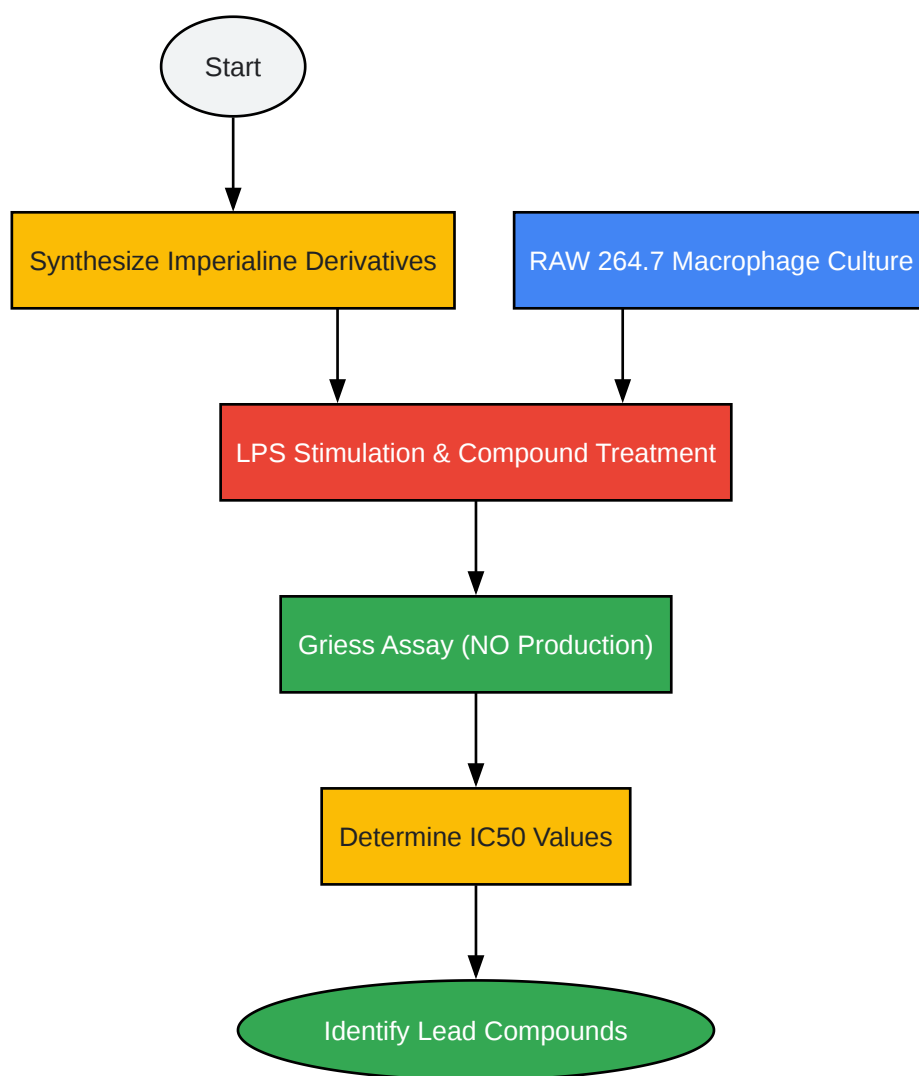 Start
Synthesize Imperialine Derivatives
RAW 264.7 Macrophage Culture
LPS Stimulation & Compound Treatment
Griess Assay (NO Production)
Determine IC50 Values
Identify Lead Compounds